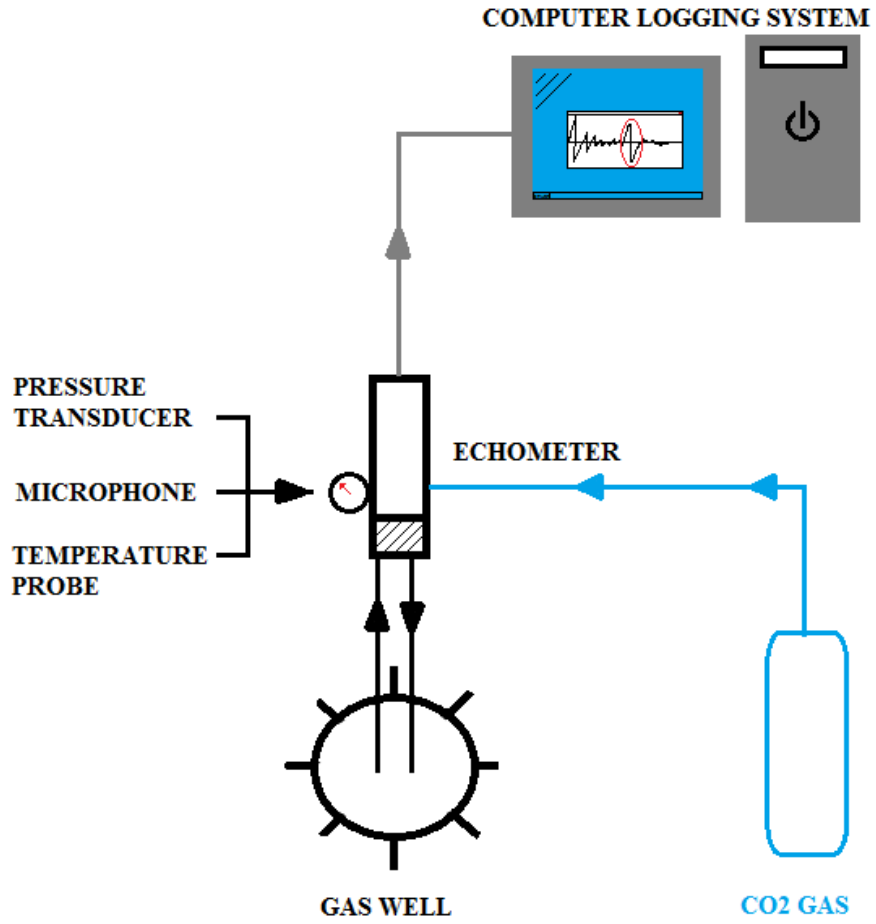 COMPUTER LOGGING SYSTEM
PRESSURE
TRANSDUCER
ECHOMETER
MICROPHONE
TEMPERATURE
PROBE
GAS WELL
CO2 GAS